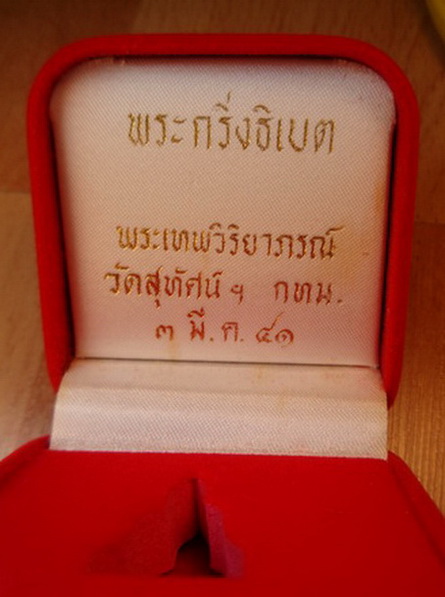 พระกริ่งธิเบต
พระเทพวิริยาภรณ์
วัดสุทัศน์ฯ กทม.
๓ มี.ค. ๔๑